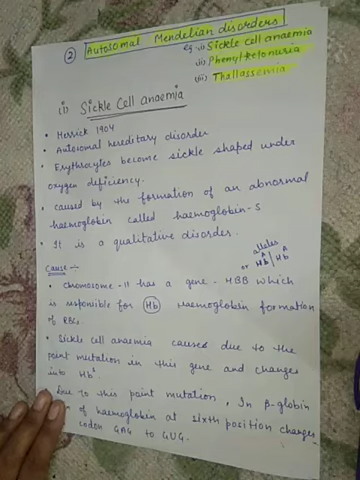 ② Autosomal Mendelian disorders
eg. (i) Sickle cell anaemia
(ii) Phenylketonuria
(iii) Thallassemia
(i) Sickle Cell anaemia
• Herrick 1904
• Autosomal hereditary disorder
• Erythrocytes become sickle shaped under
oxygen deficiency.
• caused by the formation of an abnormal
haemoglobin called haemoglobin-S
• It is a qualitative disorder.
alleles
Cause :-
or Hb^A / Hb^A
• Chromosome-11 has a gene - HBB which
is responsible for Hb Haemoglobin formation
of RBCs.
• Sickle cell anaemia causes due to the
point mutation in this gene and changes
into Hb^s
• Due to this point mutation, In β-globin
of haemoglobin at sixth position changes
codon GAG to GUG.